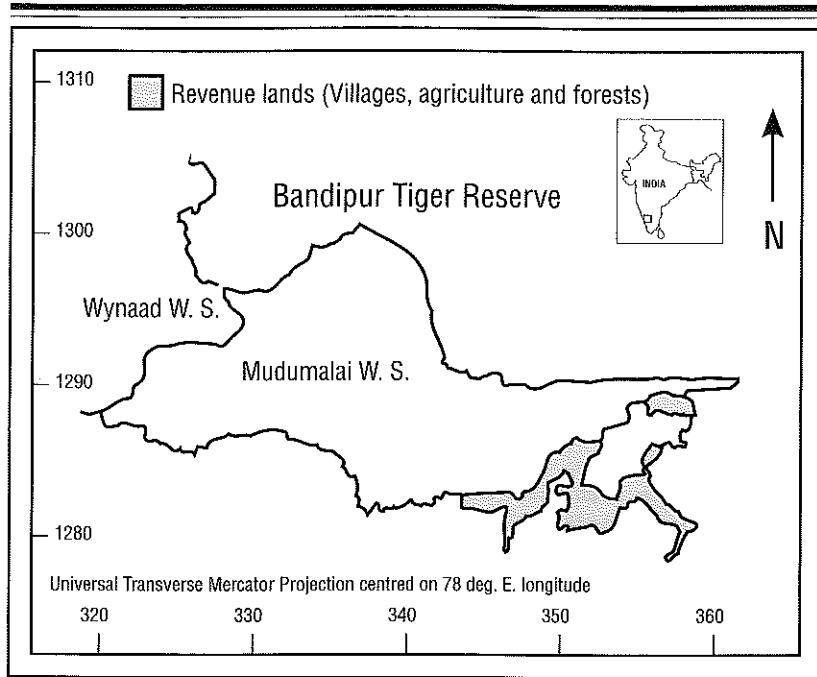 1310
Revenue lands (Villages, agriculture and forests)
INDIA
Bandipur Tiger Reserve
1300
N
Wynaad W. S.
Mudumalai W. S.
1290
1280
Universal Transverse Mercator Projection centred on 78 deg. E. longitude
320 330 340 350 360